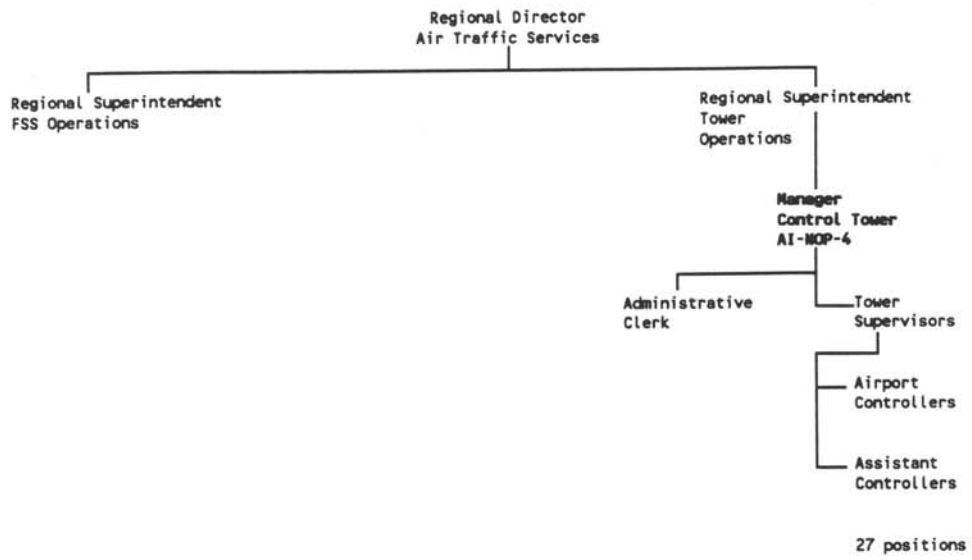 Regional Director
Air Traffic Services
Regional Superintendent
FSS Operations
Regional Superintendent
Tower
Operations
Manager
Control Tower
AI-NOP-4
Administrative
Clerk
Tower
Supervisors
Airport
Controllers
Assistant
Controllers
27 positions